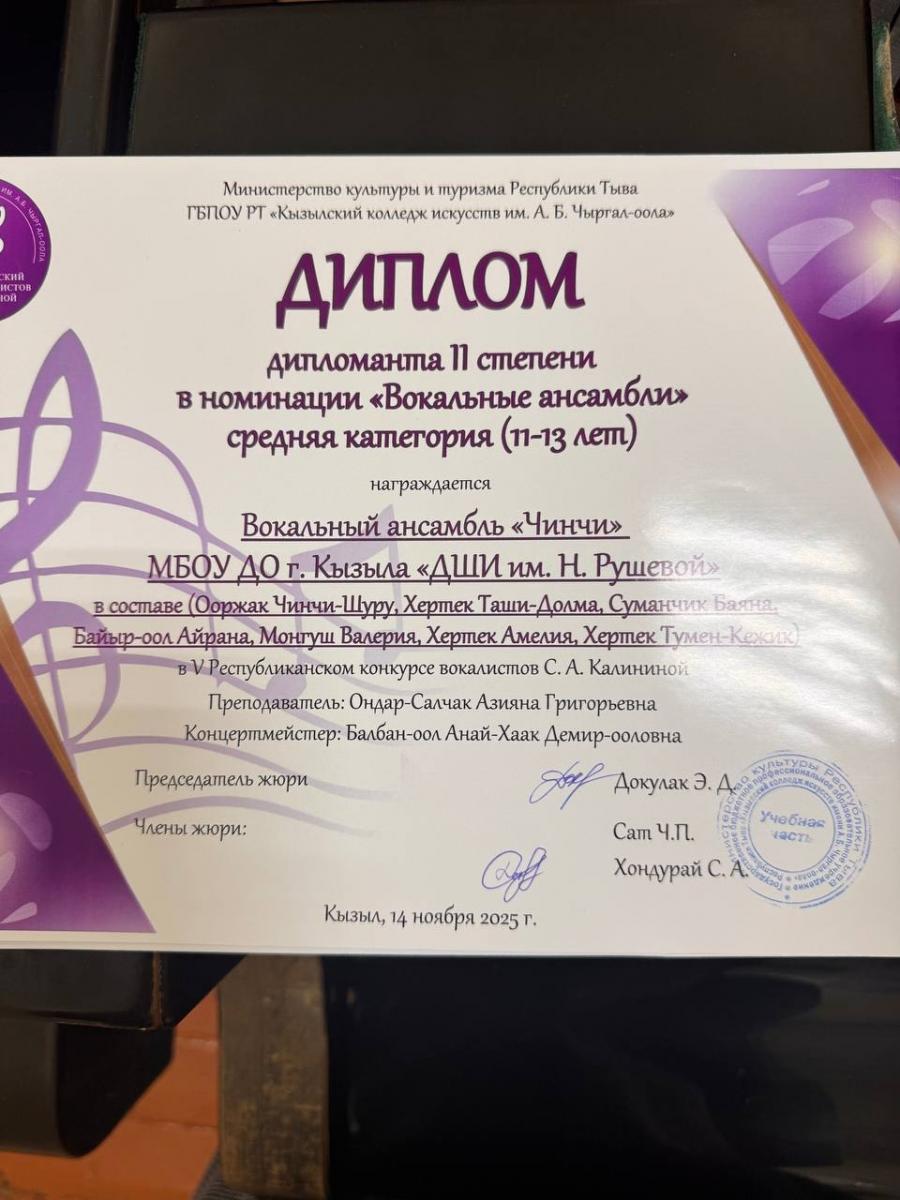 Министерство культуры и туризма Республики Тыва
ГБПОУ РТ «Кызылский колледж искусств им. А. Б. Чыргал-оола»
ДИПЛОМ
дипломанта II степени
в номинации «Вокальные ансамбли»
средняя категория (11-13 лет)
награждается
Вокальный ансамбль «Чинчи»
МБОУ ДО г. Кызыла «ДШИ им. Н. Рушевой»
в составе (Ооржак Чинчи-Шуру, Хертек Таши-Долма, Суманчик Баяна,
Байыр-оол Айрана, Монгуш Валерия, Хертек Амелия, Хертек Тумен-Кежик)
в V Республиканском конкурсе вокалистов С. А. Калининой
Преподаватель: Ондар-Салчак Азияна Григорьевна
Концертмейстер: Балбан-оол Анай-Хаак Демир-ооловна
Председатель жюри Докулак Э. Д.
Члены жюри: Сат Ч.П.
Хондурай С. А.
Учебная
часть
Кызыл, 14 ноября 2025 г.